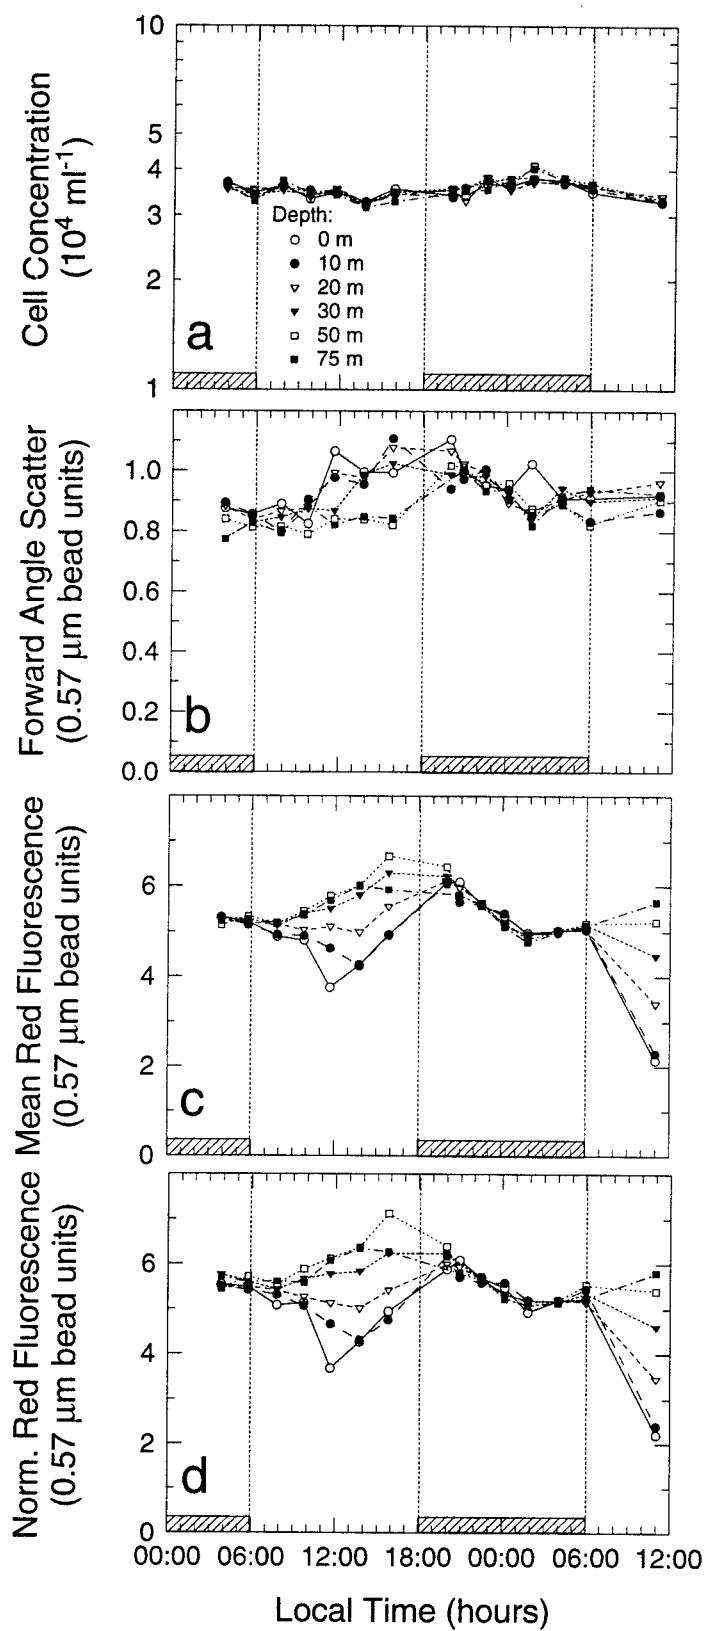 Cell Concentration
(10⁴ ml⁻¹)
10
5
4
3
2
1
Depth:
0 m
10 m
20 m
30 m
50 m
75 m
a
Forward Angle Scatter
(0.57 µm bead units)
1.0
0.8
0.6
0.4
0.2
0.0
b
Mean Red Fluorescence
(0.57 µm bead units)
6
4
2
0
c
Norm. Red Fluorescence
(0.57 µm bead units)
6
4
2
0
d
00:00 06:00 12:00 18:00 00:00 06:00 12:00
Local Time (hours)